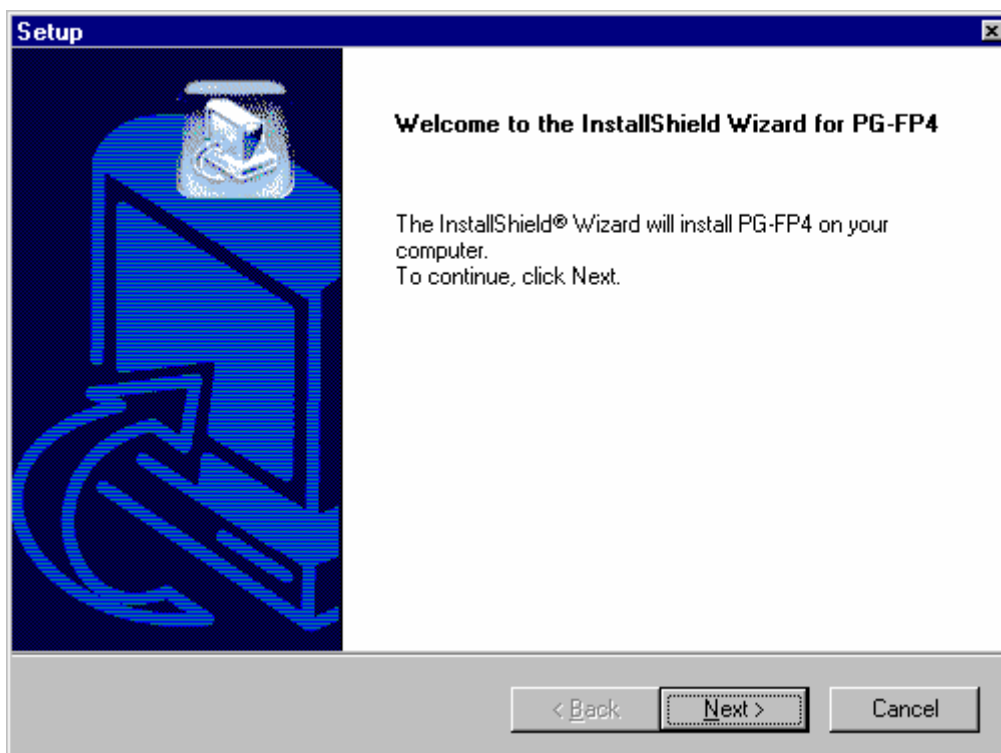 Setup
Welcome to the InstallShield Wizard for PG-FP4
The InstallShield® Wizard will install PG-FP4 on your
computer.
To continue, click Next.
< Back
Next >
Cancel